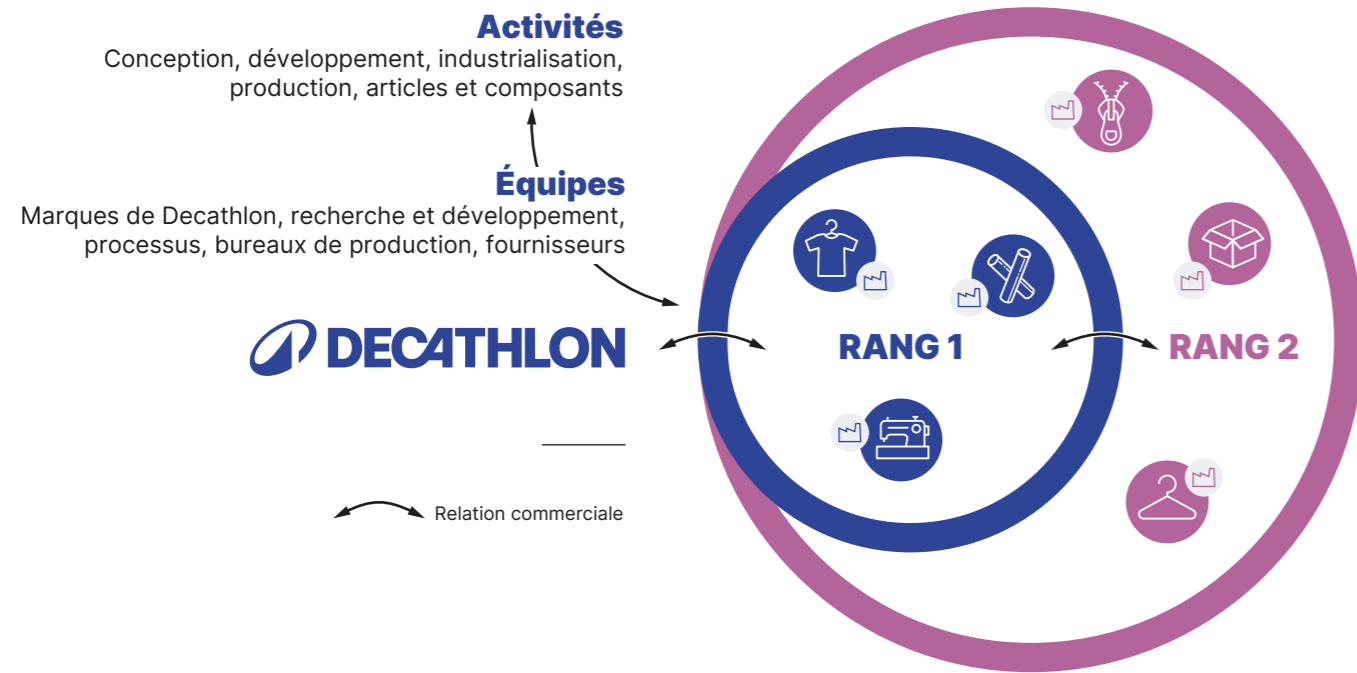 Activités
Conception, développement, industrialisation,
production, articles et composants
Équipes
Marques de Decathlon, recherche et développement,
processus, bureaux de production, fournisseurs
DECATHLON
RANG 1
RANG 2
Relation commerciale